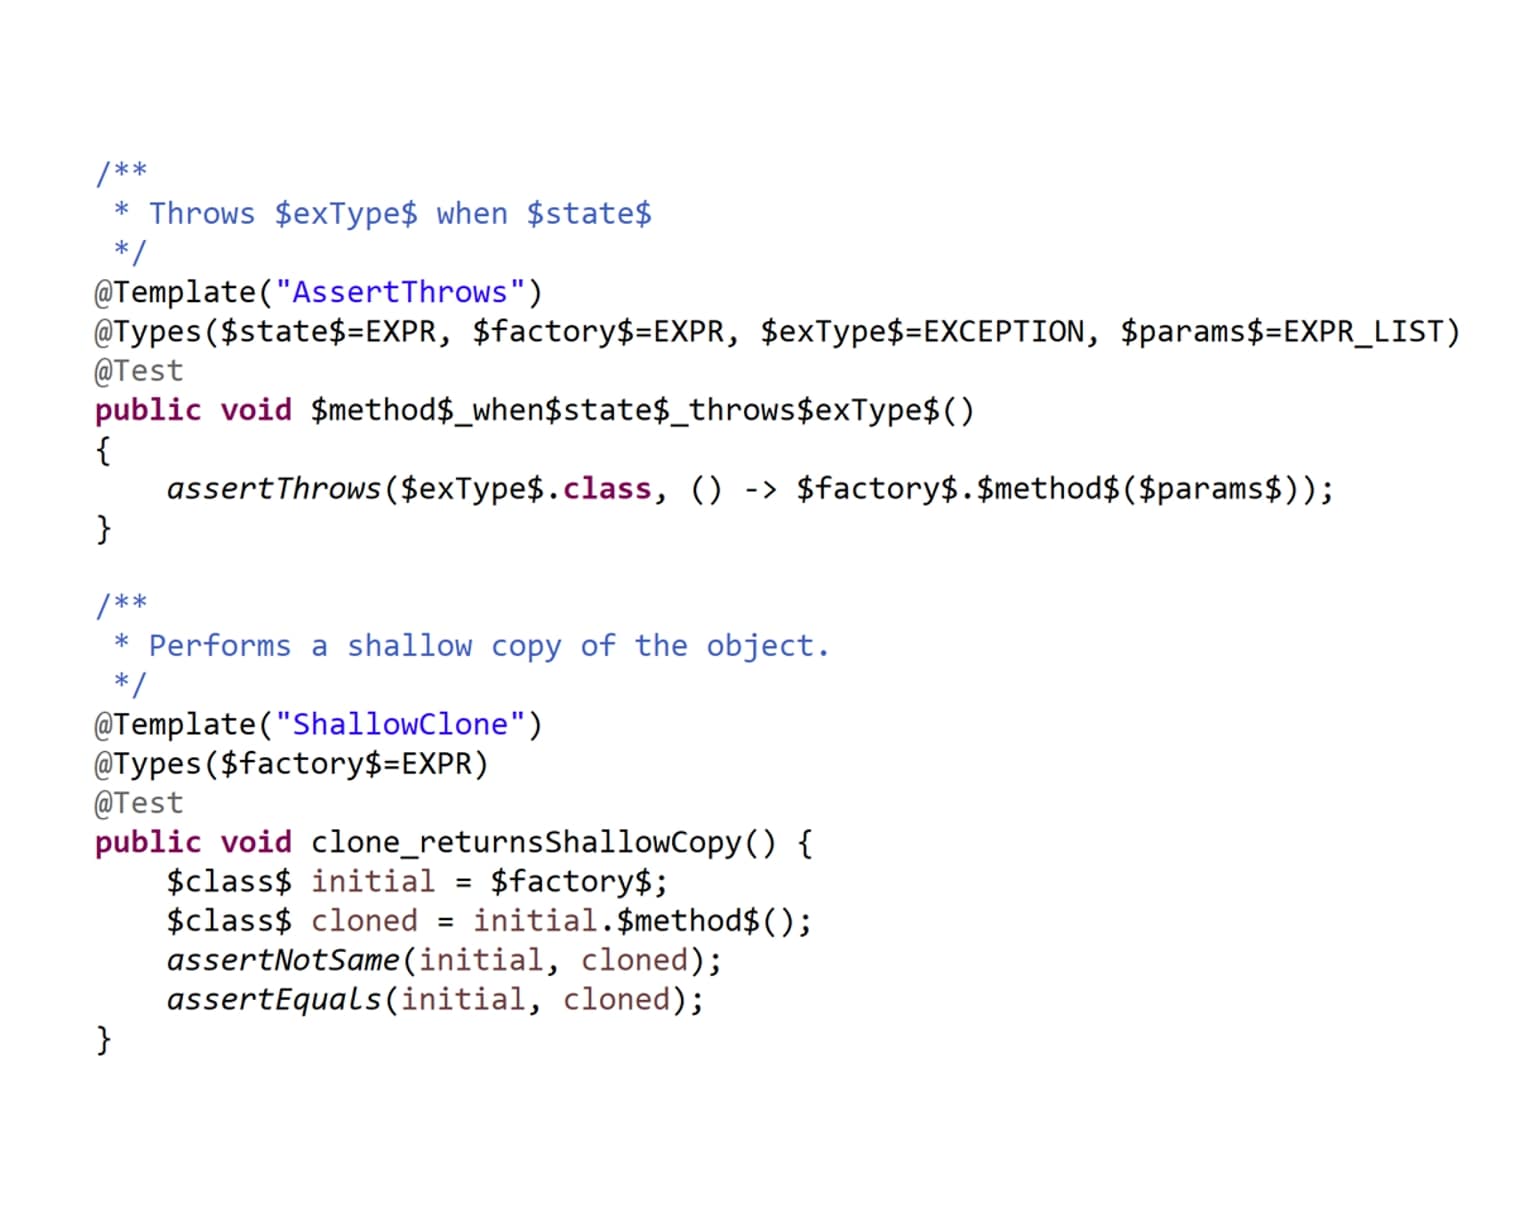 /**
 * Throws $exType$ when $state$
 */
@Template("AssertThrows")
@Types($state$=EXPR, $factory$=EXPR, $exType$=EXCEPTION, $params$=EXPR_LIST)
@Test
public void $method$_when$state$_throws$exType$()
{
    assertThrows($exType$.class, () -> $factory$.$method$($params$));
}

/**
 * Performs a shallow copy of the object.
 */
@Template("ShallowClone")
@Types($factory$=EXPR)
@Test
public void clone_returnsShallowCopy() {
    $class$ initial = $factory$;
    $class$ cloned = initial.$method$();
    assertNotSame(initial, cloned);
    assertEquals(initial, cloned);
}